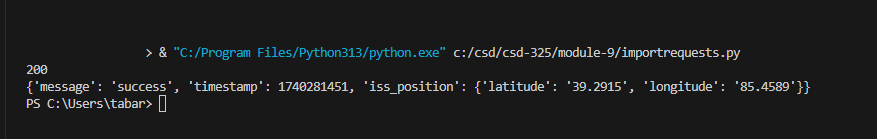 > & "C:/Program Files/Python313/python.exe" c:/csd/csd-325/module-9/importrequests.py
200
{'message': 'success', 'timestamp': 1740281451, 'iss_position': {'latitude': '39.2915', 'longitude': '85.4589'}}
PS C:\Users\tabar>